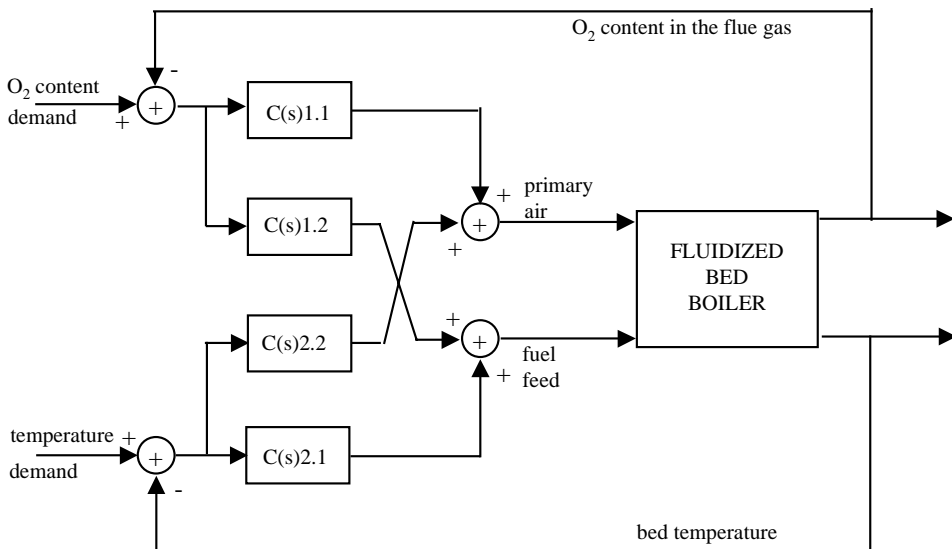 O₂ content in the flue gas
-
O₂ content
demand
+
+
C(s)1.1
C(s)1.2
+
primary
air
+
+
FLUIDIZED
BED
BOILER
C(s)2.2
+
+
fuel
feed
+
temperature
demand
+
+
-
C(s)2.1
bed temperature